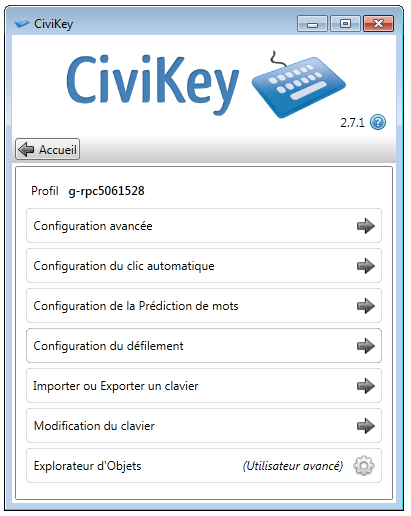 CiviKey
CiviKey
2.7.1
Accueil
Profil g-rpc5061528
Configuration avancée
Configuration du clic automatique
Configuration de la Prédiction de mots
Configuration du défilement
Importer ou Exporter un clavier
Modification du clavier
Explorateur d'Objets (Utilisateur avancé)